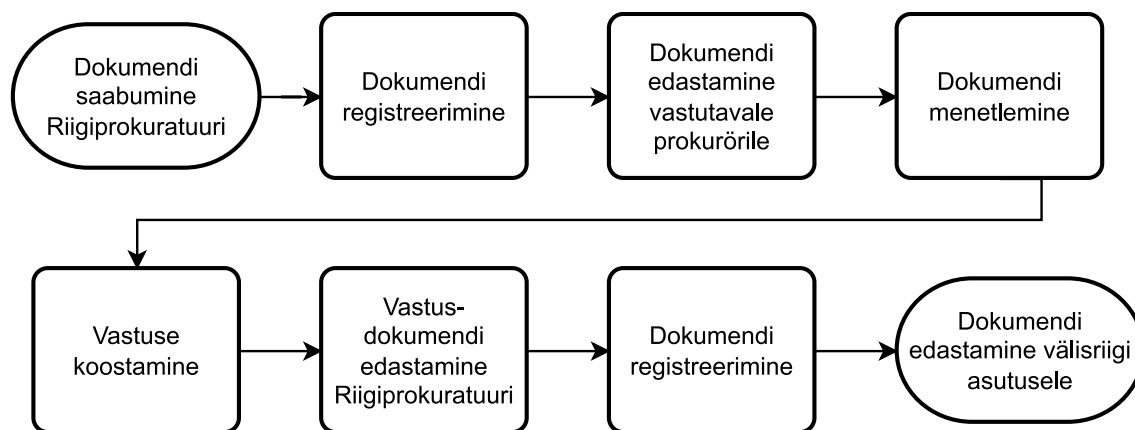 Dokumendi
saabumine
Riigiprokuratuuri
Dokumendi
registreerimine
Dokumendi
edastamine
vastutavale
prokurörile
Dokumendi
menetlemine
Vastuse
koostamine
Vastus-
dokumendi
edastamine
Riigiprokuratuuri
Dokumendi
registreerimine
Dokumendi
edastamine välisriigi
asutusele